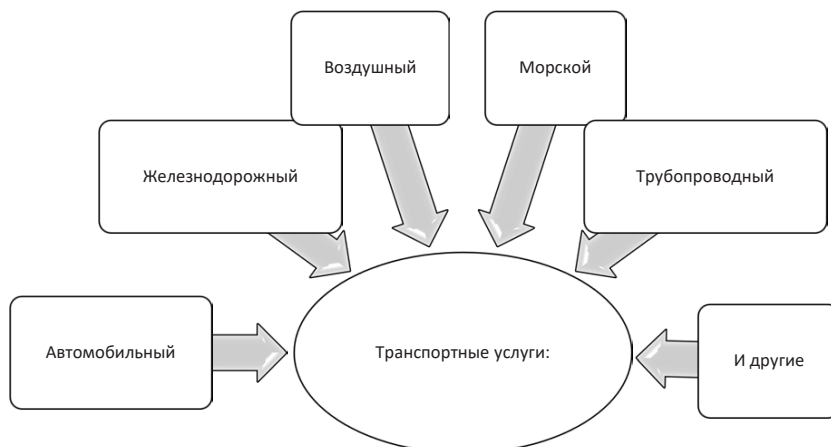 Воздушный
Морской
Железнодорожный
Трубопроводный
Автомобильный
Транспортные услуги:
И другие